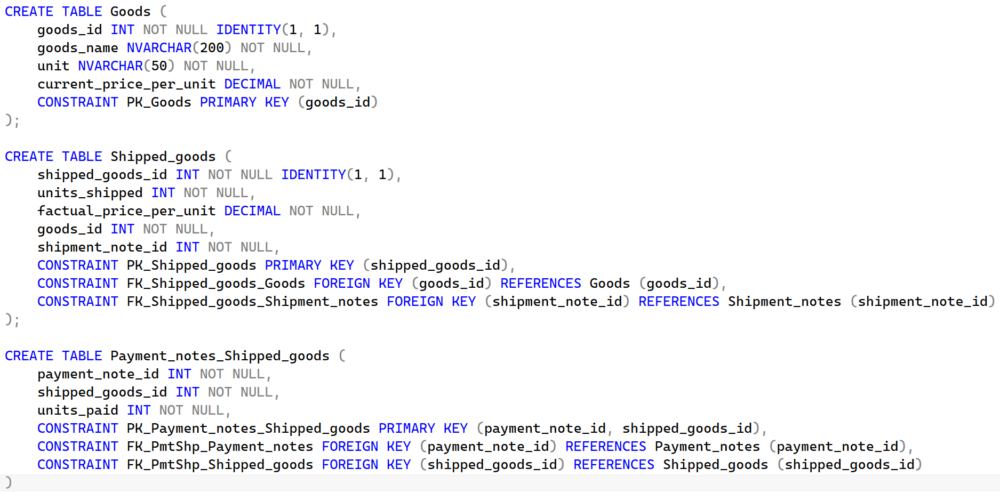 CREATE TABLE Goods (
    goods_id INT NOT NULL IDENTITY(1, 1),
    goods_name NVARCHAR(200) NOT NULL,
    unit NVARCHAR(50) NOT NULL,
    current_price_per_unit DECIMAL NOT NULL,
    CONSTRAINT PK_Goods PRIMARY KEY (goods_id)
);

CREATE TABLE Shipped_goods (
    shipped_goods_id INT NOT NULL IDENTITY(1, 1),
    units_shipped INT NOT NULL,
    factual_price_per_unit DECIMAL NOT NULL,
    goods_id INT NOT NULL,
    shipment_note_id INT NOT NULL,
    CONSTRAINT PK_Shipped_goods PRIMARY KEY (shipped_goods_id),
    CONSTRAINT FK_Shipped_goods_Goods FOREIGN KEY (goods_id) REFERENCES Goods (goods_id),
    CONSTRAINT FK_Shipped_goods_Shipment_notes FOREIGN KEY (shipment_note_id) REFERENCES Shipment_notes (shipment_note_id)
);

CREATE TABLE Payment_notes_Shipped_goods (
    payment_note_id INT NOT NULL,
    shipped_goods_id INT NOT NULL,
    units_paid INT NOT NULL,
    CONSTRAINT PK_Payment_notes_Shipped_goods PRIMARY KEY (payment_note_id, shipped_goods_id),
    CONSTRAINT FK_PmtShp_Payment_notes FOREIGN KEY (payment_note_id) REFERENCES Payment_notes (payment_note_id),
    CONSTRAINT FK_PmtShp_Shipped_goods FOREIGN KEY (shipped_goods_id) REFERENCES Shipped_goods (shipped_goods_id)
)